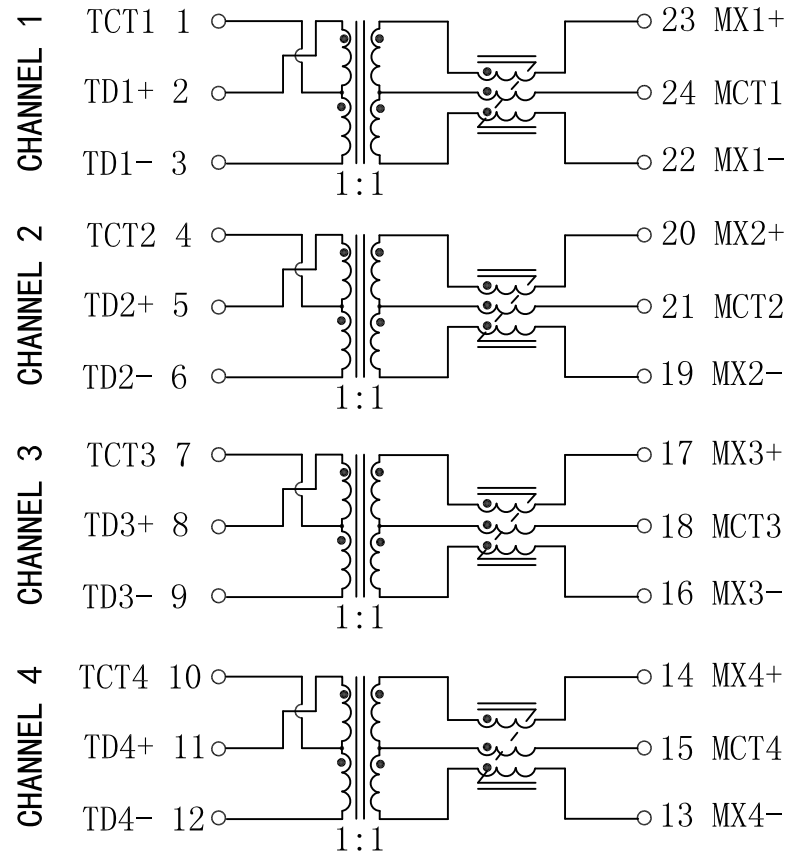 CHANNEL 1
TCT1 1
23 MX1+
TD1+ 2
24 MCT1
TD1- 3
22 MX1-
1:1
CHANNEL 2
TCT2 4
20 MX2+
TD2+ 5
21 MCT2
TD2- 6
19 MX2-
1:1
CHANNEL 3
TCT3 7
17 MX3+
TD3+ 8
18 MCT3
TD3- 9
16 MX3-
1:1
CHANNEL 4
TCT4 10
14 MX4+
TD4+ 11
15 MCT4
TD4- 12
13 MX4-
1:1